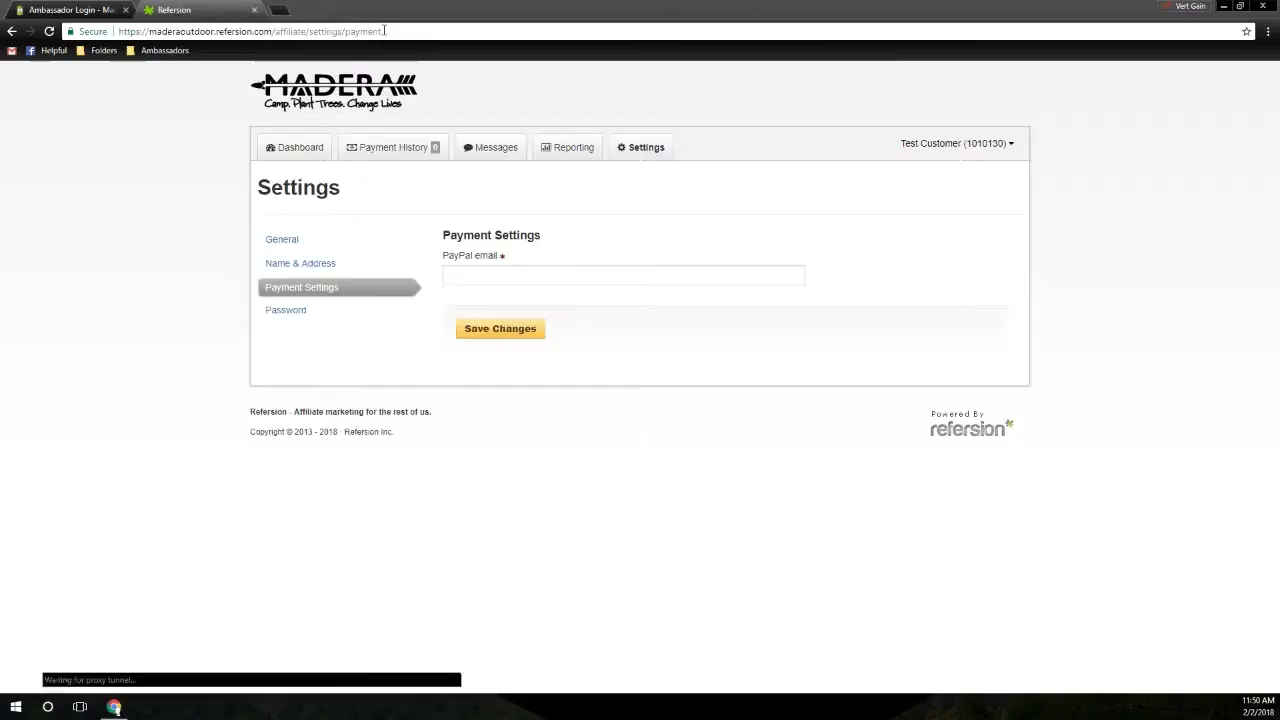 Ambassador Login - Ma
Refersion
Vert Gain
Secure
https://maderaoutdoor.refersion.com/affiliate/settings/payment
Helpful
Folders
Ambassadors
MADERA
Camp. Plant Trees. Change Lives
Dashboard
Payment History 0
Messages
Reporting
Settings
Test Customer (1010130)
Settings
General
Name & Address
Payment Settings
Password
Payment Settings
PayPal email *
Save Changes
Refersion - Affiliate marketing for the rest of us.
Copyright © 2013 - 2018 · Refersion Inc.
Powered By
refersion
Waiting for proxy tunnel...
11:50 AM
2/2/2018